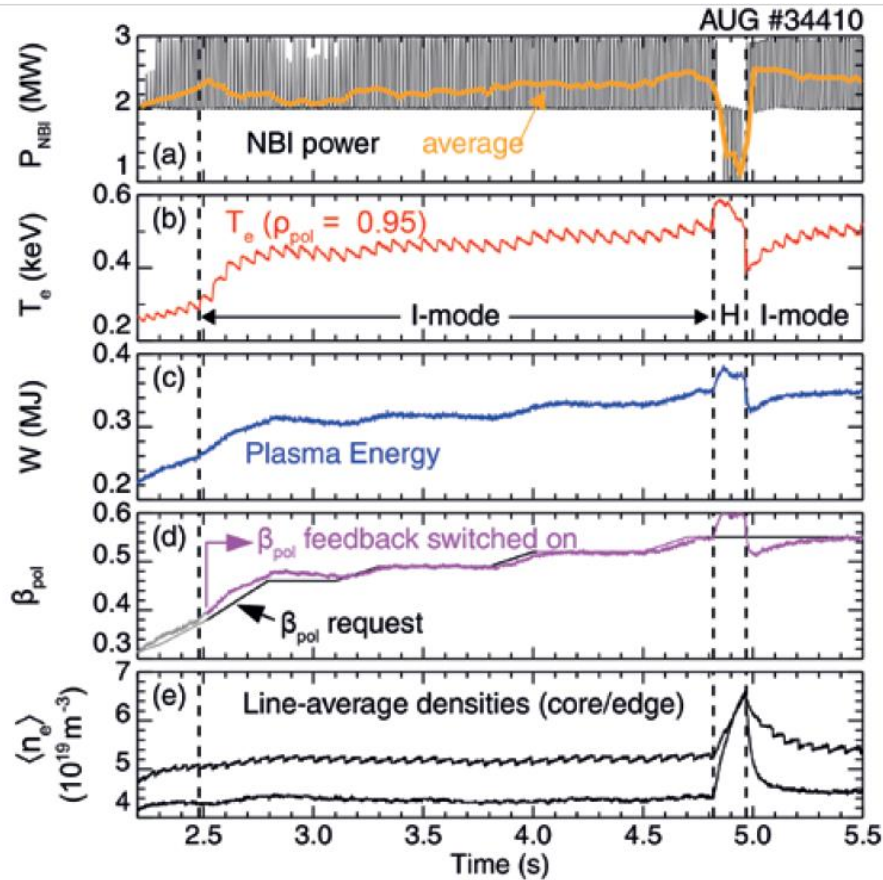 AUG #34410
3
2
1
P_NBI (MW)
(a)
NBI power
average
0.6
0.4
0.2
T_e (keV)
(b)
T_e (ρ_pol = 0.95)
I-mode
H
I-mode
0.4
0.3
0.2
W (MJ)
(c)
Plasma Energy
0.6
0.5
0.4
0.3
β_pol
(d)
β_pol feedback switched on
β_pol request
7
6
5
4
⟨n_e⟩
(10^19 m^-3)
(e)
Line-average densities (core/edge)
2.5 3.0 3.5 4.0 4.5 5.0 5.5
Time (s)